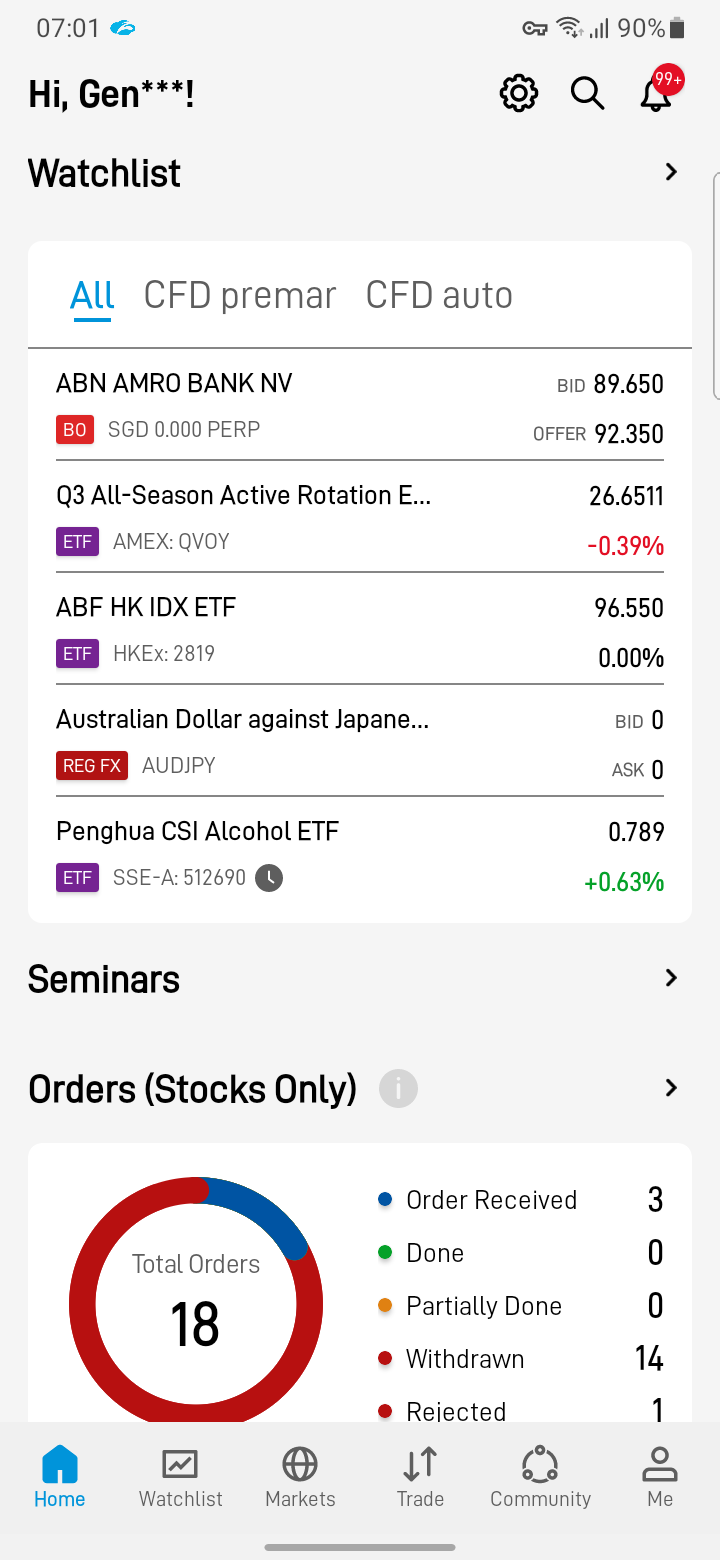 07:01 90%
Hi, Gen***! 99+
Watchlist
All CFD premar CFD auto
ABN AMRO BANK NV BID 89.650
BO SGD 0.000 PERP OFFER 92.350
Q3 All-Season Active Rotation E... 26.6511
ETF AMEX: QVOY -0.39%
ABF HK IDX ETF 96.550
ETF HKEx: 2819 0.00%
Australian Dollar against Japane... BID 0
REG FX AUDJPY ASK 0
Penghua CSI Alcohol ETF 0.789
ETF SSE-A: 512690 +0.63%
Seminars
Orders (Stocks Only) i
Total Orders
18
Order Received 3
Done 0
Partially Done 0
Withdrawn 14
Rejected 1
Home Watchlist Markets Trade Community Me